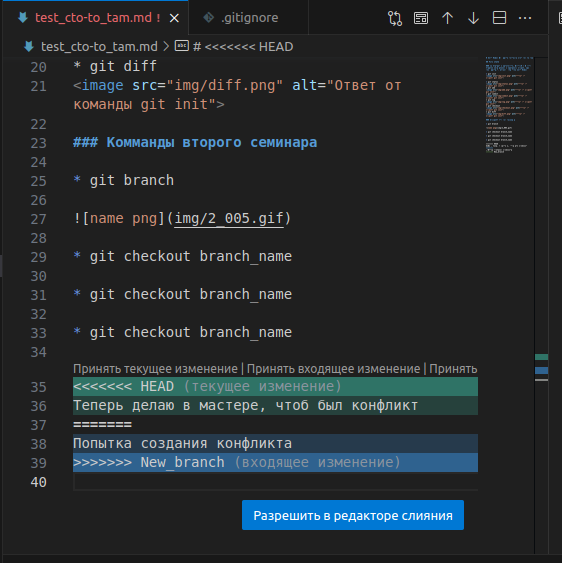 test_cto-to_tam.md ! ×
.gitignore
test_cto-to_tam.md > # <<<<<<< HEAD
20 * git diff
21 <image src="img/diff.png" alt="Ответ от
команды git init">
22
23 ### Комманды второго семинара
24
25 * git branch
26
27 ![name png](img/2_005.gif)
28
29 * git checkout branch_name
30
31 * git checkout branch_name
32
33 * git checkout branch_name
34
Принять текущее изменение | Принять входящее изменение | Принять
35 <<<<<<< HEAD (текущее изменение)
36 Теперь делаю в мастере, чтоб был конфликт
37 =======
38 Попытка создания конфликта
39 >>>>>>> New_branch (входящее изменение)
40
Разрешить в редакторе слияния